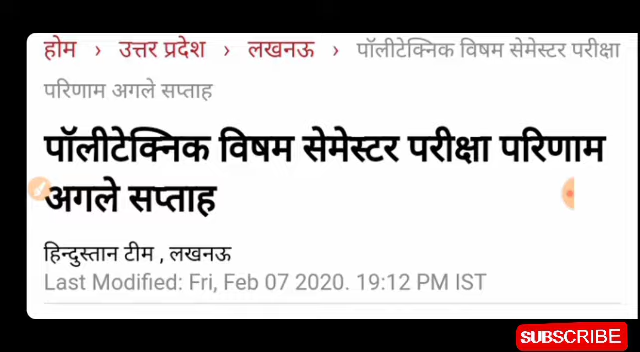 होम › उत्तर प्रदेश › लखनऊ › पॉलीटेक्निक विषम सेमेस्टर परीक्षा
परिणाम अगले सप्ताह
पॉलीटेक्निक विषम सेमेस्टर परीक्षा परिणाम
अगले सप्ताह
हिन्दुस्तान टीम , लखनऊ
Last Modified: Fri, Feb 07 2020. 19:12 PM IST
SUBSCRIBE